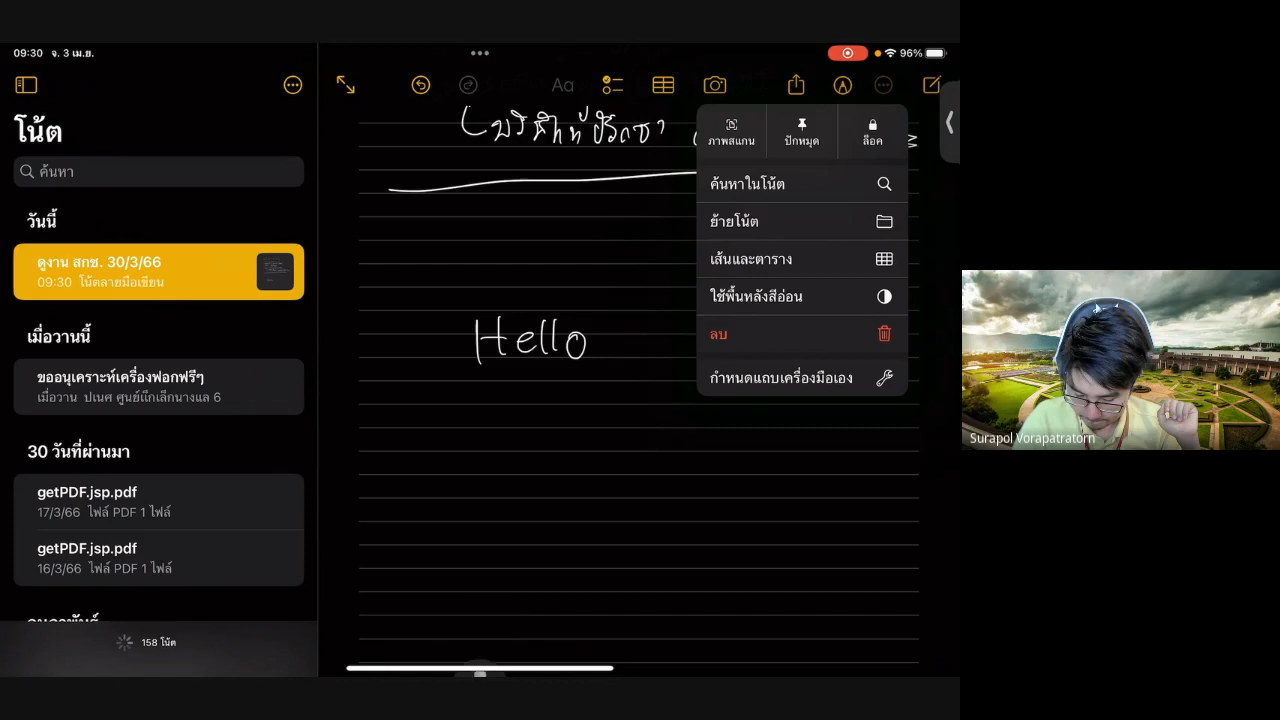 09:30 จ. 3 เม.ย.
96%
โน้ต
ค้นหา
วันนี้
ดูงาน สกช. 30/3/66
09:30 โน้ตลายมือเขียน
เมื่อวานนี้
ขออนุเคราะห์เครื่องฟอกฟรีๆ
เมื่อวาน ปเนศ ศูนย์เด็กเล็กนางแล 6
30 วันที่ผ่านมา
getPDF.jsp.pdf
17/3/66 ไฟล์ PDF 1 ไฟล์
getPDF.jsp.pdf
16/3/66 ไฟล์ PDF 1 ไฟล์
กุมภาพันธ์
158 โน้ต
Aa
Hello
ภาพสแกน
ปักหมุด
ล็อค
ค้นหาในโน้ต
ย้ายโน้ต
เส้นและตาราง
ใช้พื้นหลังสีอ่อน
ลบ
กำหนดแถบเครื่องมือเอง
Surapol Vorapatratorn